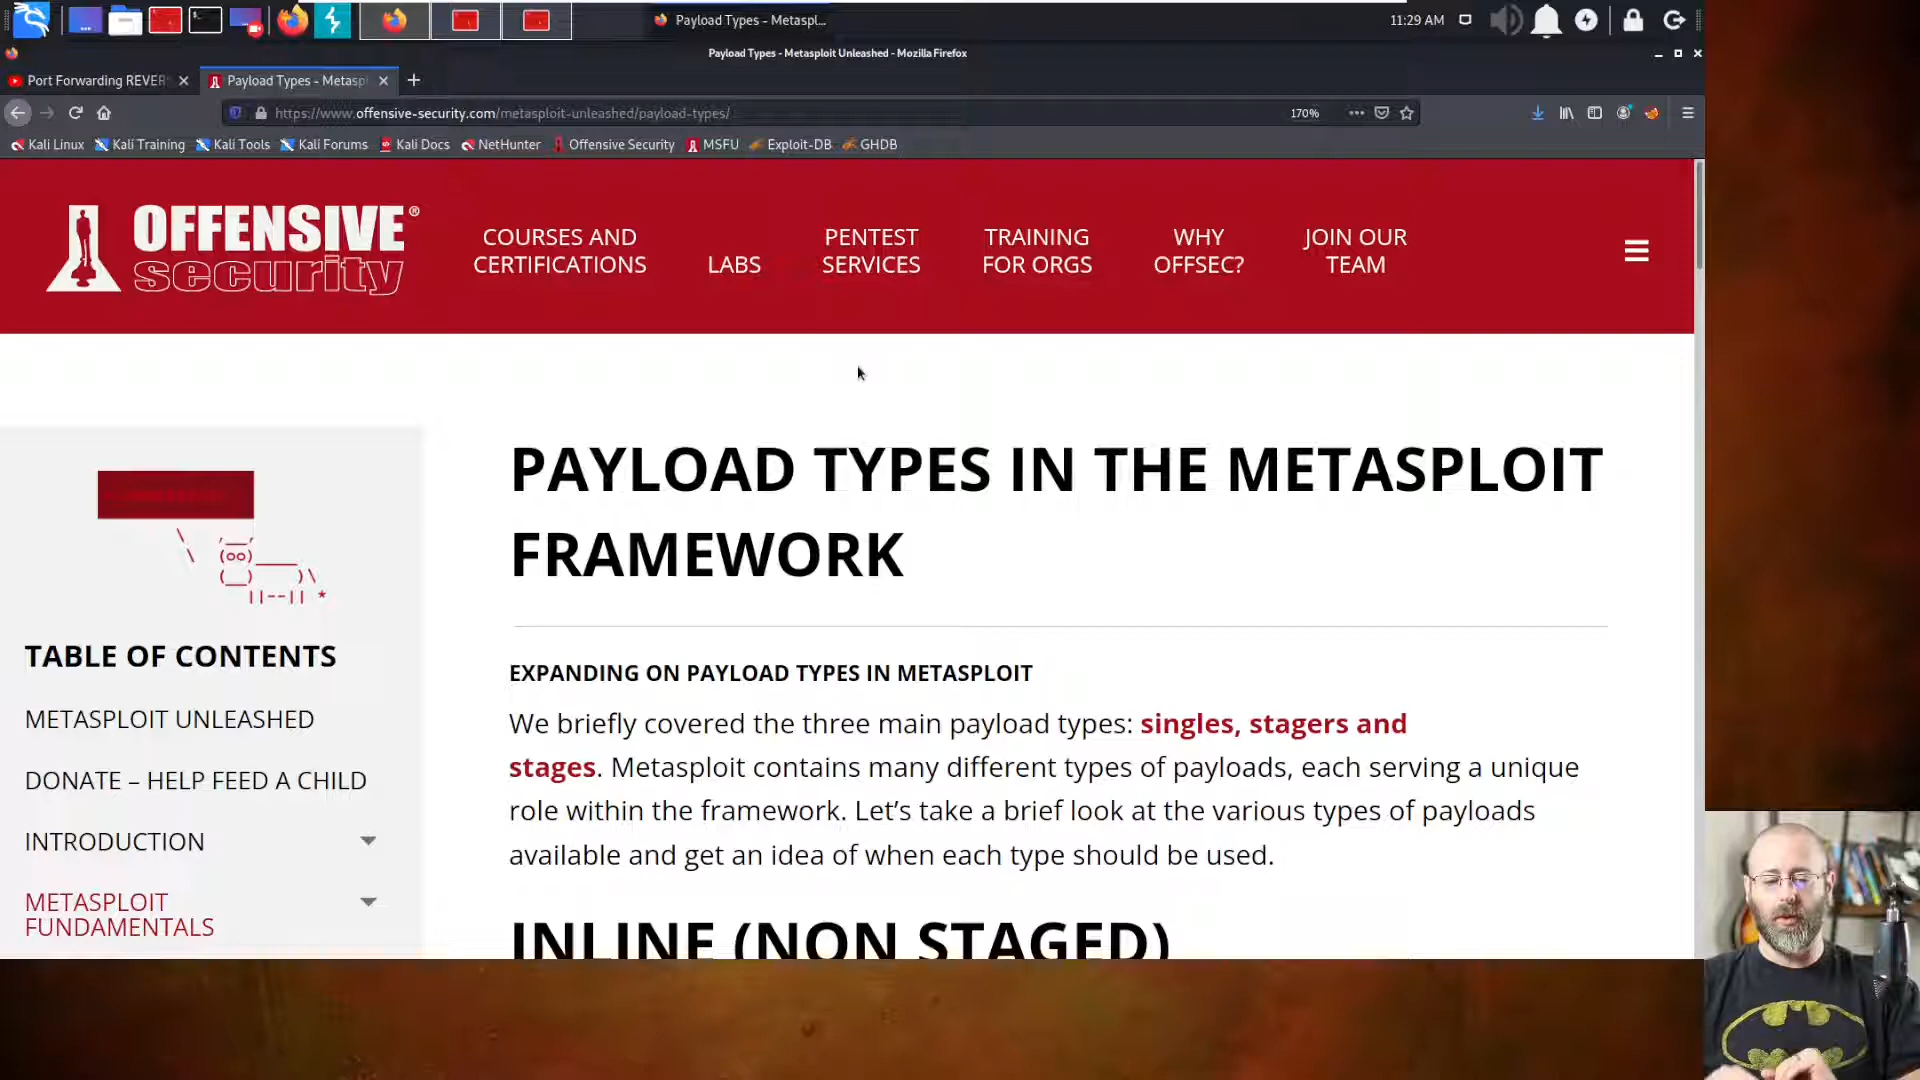 Payload Types - Metaspl...
11:29 AM
Payload Types - Metasploit Unleashed - Mozilla Firefox
Port Forwarding REVER
Payload Types - Metaspl
https://www.offensive-security.com/metasploit-unleashed/payload-types/
170%
Kali Linux
Kali Training
Kali Tools
Kali Forums
Kali Docs
NetHunter
Offensive Security
MSFU
Exploit-DB
GHDB
OFFENSIVE®
security
COURSES AND
CERTIFICATIONS
LABS
PENTEST
SERVICES
TRAINING
FOR ORGS
WHY
OFFSEC?
JOIN OUR
TEAM
PAYLOAD TYPES IN THE METASPLOIT
FRAMEWORK
TABLE OF CONTENTS
METASPLOIT UNLEASHED
DONATE – HELP FEED A CHILD
INTRODUCTION
METASPLOIT
FUNDAMENTALS
EXPANDING ON PAYLOAD TYPES IN METASPLOIT
We briefly covered the three main payload types: singles, stagers and
stages. Metasploit contains many different types of payloads, each serving a unique
role within the framework. Let’s take a brief look at the various types of payloads
available and get an idea of when each type should be used.
INLINE (NON STAGED)